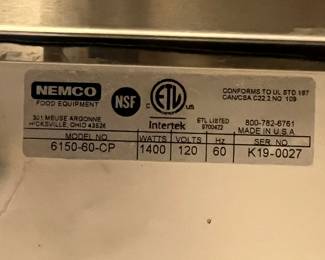 NEMCO
FOOD EQUIPMENT
301 MEUSE ARGONNE
HICKSVILLE, OHIO 43526
NSF
C ETL US
Intertek
ETL LISTED
9700422
CONFORMS TO UL STD 197
CAN/CSA C22.2 NO 109
800-782-6761
MADE IN U.S.A
MODEL NO WATTS VOLTS Hz SER. NO
6150-60-CP 1400 120 60 K19-0027